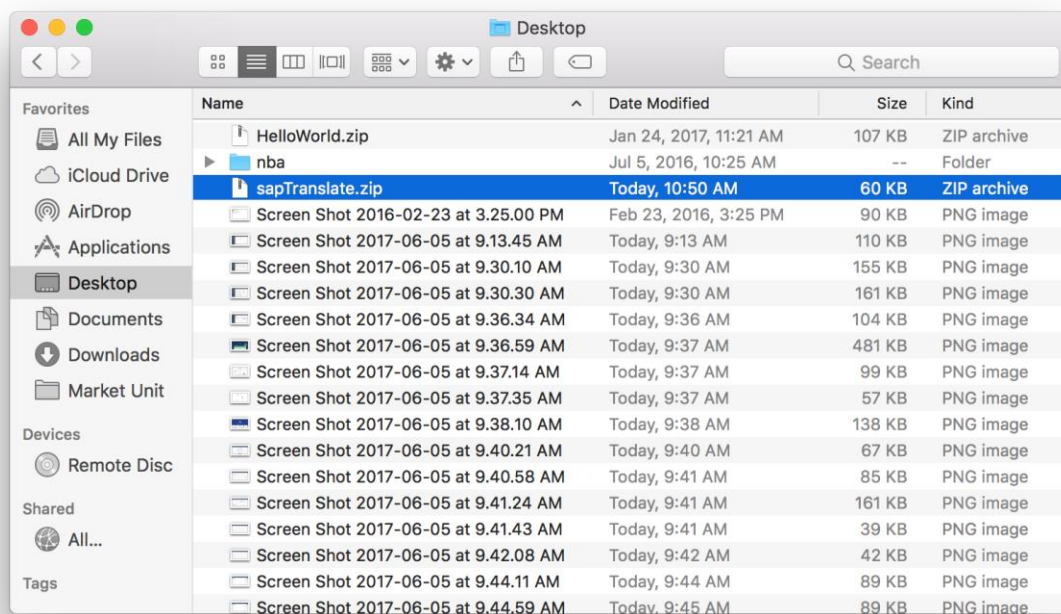 Desktop
Search
Favorites
All My Files
iCloud Drive
AirDrop
Applications
Desktop
Documents
Downloads
Market Unit
Devices
Remote Disc
Shared
All...
Tags
Name Date Modified Size Kind
HelloWorld.zip Jan 24, 2017, 11:21 AM 107 KB ZIP archive
nba Jul 5, 2016, 10:25 AM -- Folder
sapTranslate.zip Today, 10:50 AM 60 KB ZIP archive
Screen Shot 2016-02-23 at 3.25.00 PM Feb 23, 2016, 3:25 PM 90 KB PNG image
Screen Shot 2017-06-05 at 9.13.45 AM Today, 9:13 AM 110 KB PNG image
Screen Shot 2017-06-05 at 9.30.10 AM Today, 9:30 AM 155 KB PNG image
Screen Shot 2017-06-05 at 9.30.30 AM Today, 9:30 AM 161 KB PNG image
Screen Shot 2017-06-05 at 9.36.34 AM Today, 9:36 AM 104 KB PNG image
Screen Shot 2017-06-05 at 9.36.59 AM Today, 9:37 AM 481 KB PNG image
Screen Shot 2017-06-05 at 9.37.14 AM Today, 9:37 AM 99 KB PNG image
Screen Shot 2017-06-05 at 9.37.35 AM Today, 9:37 AM 57 KB PNG image
Screen Shot 2017-06-05 at 9.38.10 AM Today, 9:38 AM 138 KB PNG image
Screen Shot 2017-06-05 at 9.40.21 AM Today, 9:40 AM 67 KB PNG image
Screen Shot 2017-06-05 at 9.40.58 AM Today, 9:41 AM 85 KB PNG image
Screen Shot 2017-06-05 at 9.41.24 AM Today, 9:41 AM 161 KB PNG image
Screen Shot 2017-06-05 at 9.41.43 AM Today, 9:41 AM 39 KB PNG image
Screen Shot 2017-06-05 at 9.42.08 AM Today, 9:42 AM 42 KB PNG image
Screen Shot 2017-06-05 at 9.44.11 AM Today, 9:44 AM 89 KB PNG image
Screen Shot 2017-06-05 at 9.44.59 AM Today, 9:45 AM 89 KB PNG image